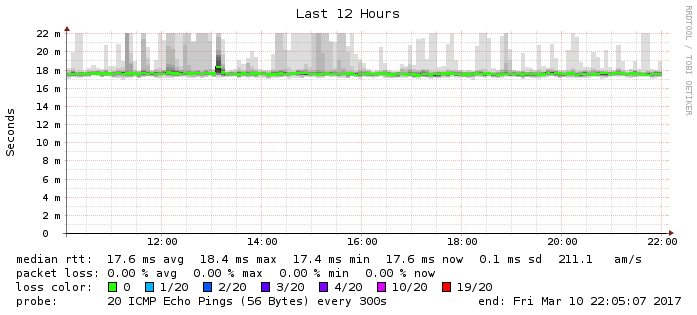 Last 12 Hours
RRDTOOL / TOBI OETIKER
Seconds
22 m
20 m
18 m
16 m
14 m
12 m
10 m
8 m
6 m
4 m
2 m
0
12:00 14:00 16:00 18:00 20:00 22:00
median rtt: 17.6 ms avg 18.4 ms max 17.4 ms min 17.6 ms now 0.1 ms sd 211.1 am/s
packet loss: 0.00 % avg 0.00 % max 0.00 % min 0.00 % now
loss color: 0 1/20 2/20 3/20 4/20 10/20 19/20
probe: 20 ICMP Echo Pings (56 Bytes) every 300s end: Fri Mar 10 22:05:07 2017